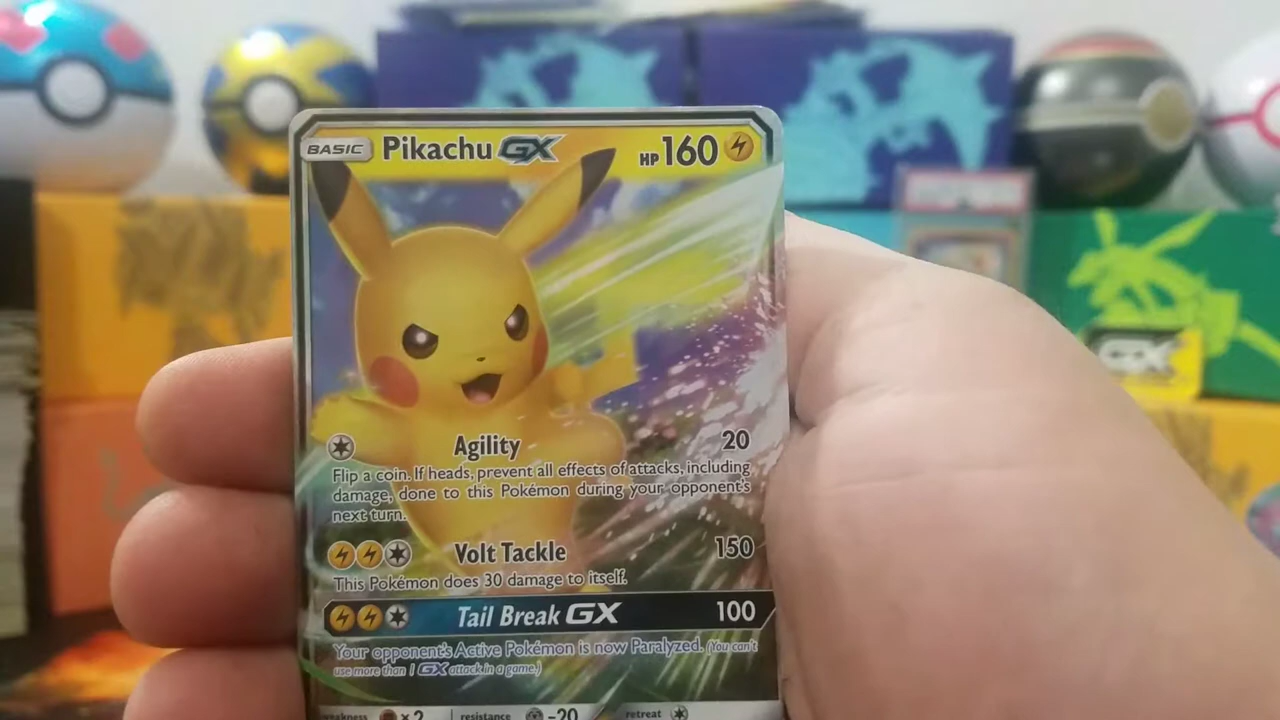 BASIC Pikachu GX HP 160
Agility 20
Flip a coin. If heads, prevent all effects of attacks, including
damage, done to this Pokémon during your opponent's
next turn.
Volt Tackle 150
This Pokémon does 30 damage to itself.
Tail Break GX 100
Your opponent's Active Pokémon is now Paralyzed. (You can't
use more than 1 GX attack in a game.)
weakness ×2 resistance -20 retreat
GX